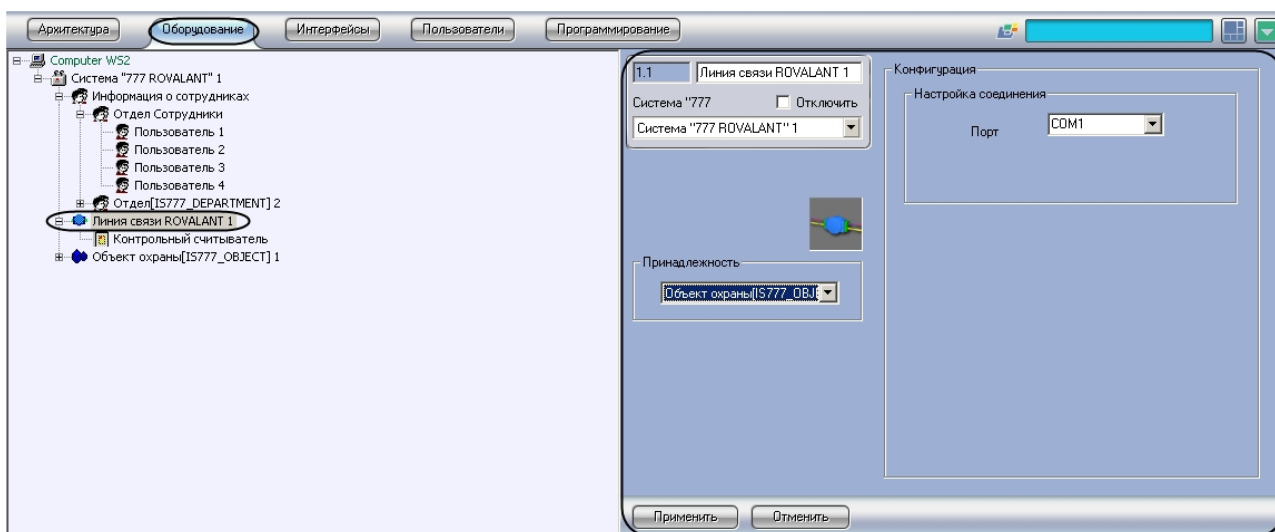 Архитектура
Оборудование
Интерфейсы
Пользователи
Программирование
Computer WS2
Система "777 ROVALANT" 1
Информация о сотрудниках
Отдел Сотрудники
Пользователь 1
Пользователь 2
Пользователь 3
Пользователь 4
Отдел[IS777_DEPARTMENT] 2
Линия связи ROVALANT 1
Контрольный считыватель
Объект охраны[IS777_OBJECT] 1
1.1
Линия связи ROVALANT 1
Система "777
Отключить
Система "777 ROVALANT" 1
Принадлежность
Объект охраны[IS777_OBJE
Конфигурация
Настройка соединения
Порт
COM1
Применить
Отменить